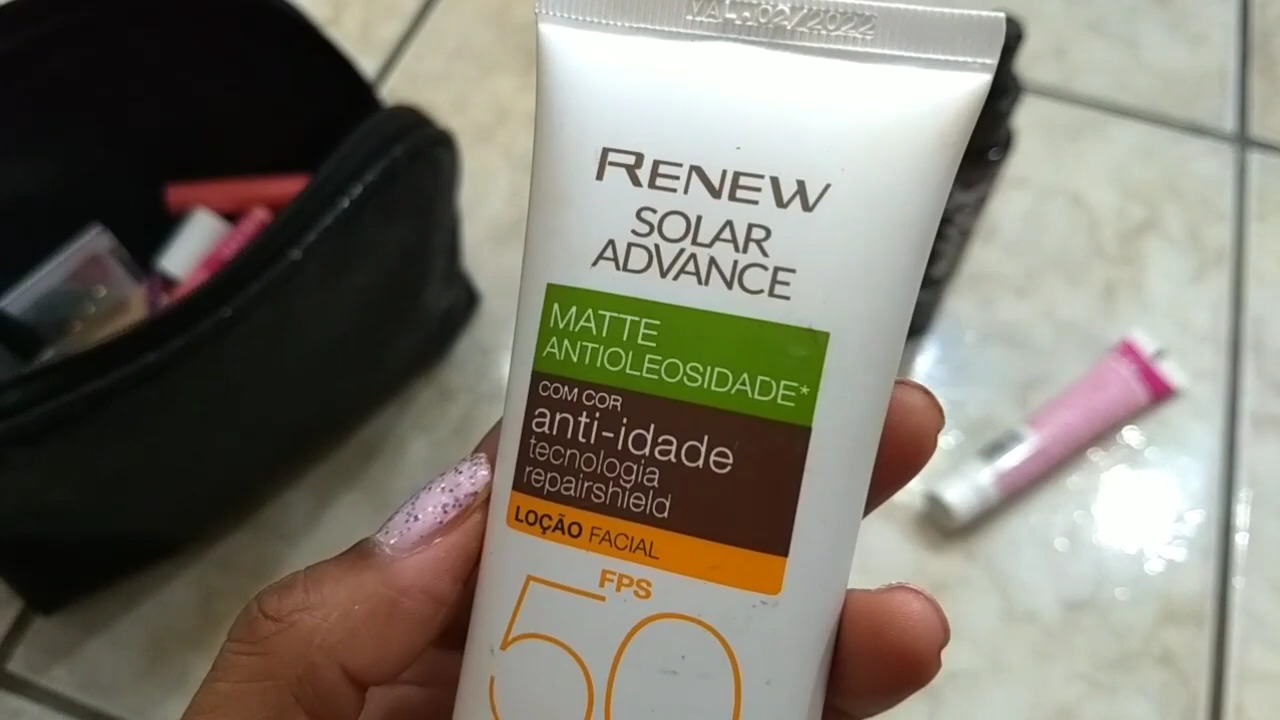 VAL.:02/2022
RENEW
SOLAR
ADVANCE
MATTE
ANTIOLEOSIDADE*
COM COR
anti-idade
tecnologia
repairshield
LOÇÃO FACIAL
FPS
50